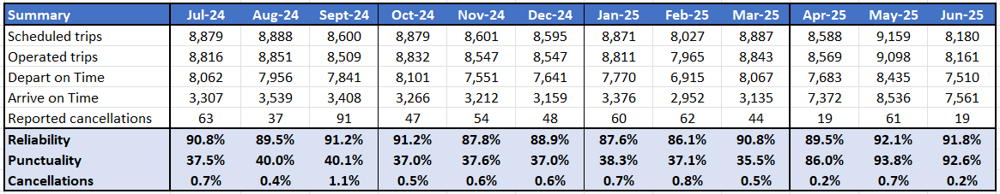 Summary Jul-24 Aug-24 Sept-24 Oct-24 Nov-24 Dec-24 Jan-25 Feb-25 Mar-25 Apr-25 May-25 Jun-25
Scheduled trips 8,879 8,888 8,600 8,879 8,601 8,595 8,871 8,027 8,887 8,588 9,159 8,180
Operated trips 8,816 8,851 8,509 8,832 8,547 8,547 8,811 7,965 8,843 8,569 9,098 8,161
Depart on Time 8,062 7,956 7,841 8,101 7,551 7,641 7,770 6,915 8,067 7,683 8,435 7,510
Arrive on Time 3,307 3,539 3,408 3,266 3,212 3,159 3,376 2,952 3,135 7,372 8,536 7,561
Reported cancellations 63 37 91 47 54 48 60 62 44 19 61 19
Reliability 90.8% 89.5% 91.2% 91.2% 87.8% 88.9% 87.6% 86.1% 90.8% 89.5% 92.1% 91.8%
Punctuality 37.5% 40.0% 40.1% 37.0% 37.6% 37.0% 38.3% 37.1% 35.5% 86.0% 93.8% 92.6%
Cancellations 0.7% 0.4% 1.1% 0.5% 0.6% 0.6% 0.7% 0.8% 0.5% 0.2% 0.7% 0.2%